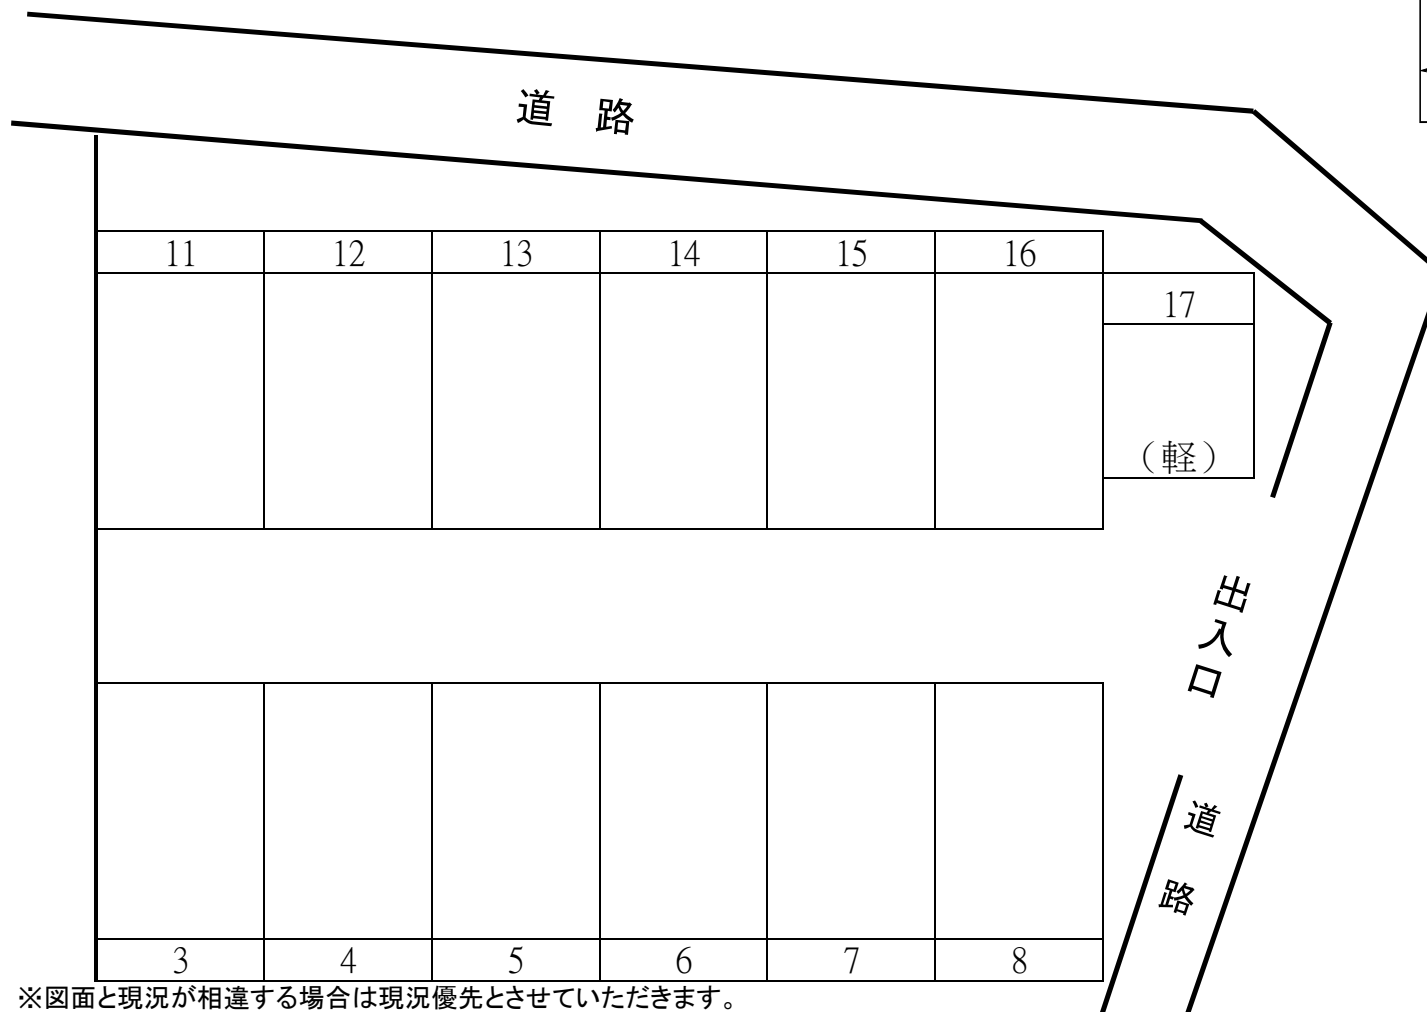 道 路
11 12 13 14 15 16
17
(軽)
出入口
道路
3 4 5 6 7 8
※図面と現況が相違する場合は現況優先とさせていただきます。